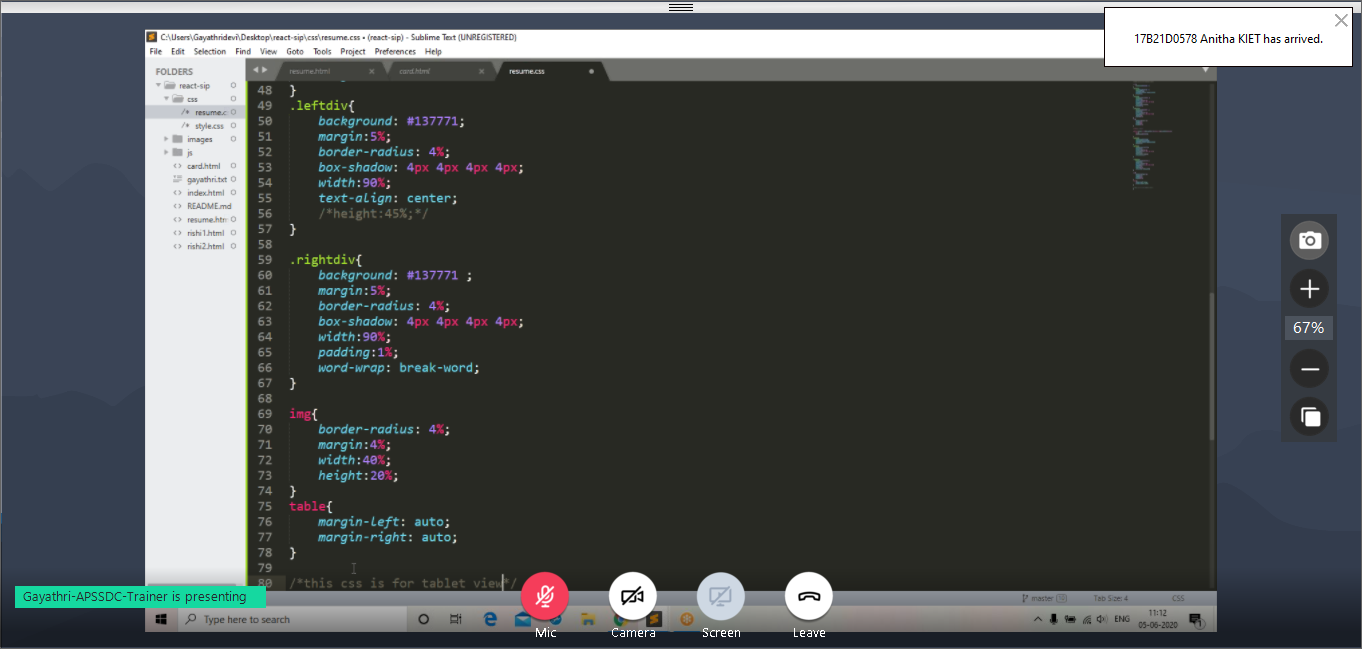 17B21D0578 Anitha KIET has arrived.
C:\Users\Gayathridevi\Desktop\react-sip\css\resume.css • (react-sip) - Sublime Text (UNREGISTERED)
File Edit Selection Find View Goto Tools Project Preferences Help
FOLDERS
react-sip
css
resume.c
style.css
images
js
card.html
gayathri.txt
index.html
README.md
resume.htm
rishi1.html
rishi2.html
resume.html card.html resume.css
48 }
49 .leftdiv{
50 background: #137771;
51 margin:5%;
52 border-radius: 4%;
53 box-shadow: 4px 4px 4px 4px;
54 width:90%;
55 text-align: center;
56 /*height:45%;*/
57 }
58
59 .rightdiv{
60 background: #137771 ;
61 margin:5%;
62 border-radius: 4%;
63 box-shadow: 4px 4px 4px 4px;
64 width:90%;
65 padding:1%;
66 word-wrap: break-word;
67 }
68
69 img{
70 border-radius: 4%;
71 margin:4%;
72 width:40%;
73 height:20%;
74 }
75 table{
76 margin-left: auto;
77 margin-right: auto;
78 }
79
80 /*this css is for tablet view*/
67%
Gayathri-APSSDC-Trainer is presenting
master Tab Size: 4 CSS
Type here to search
ENG
11:12
05-06-2020
Mic Camera Screen Leave